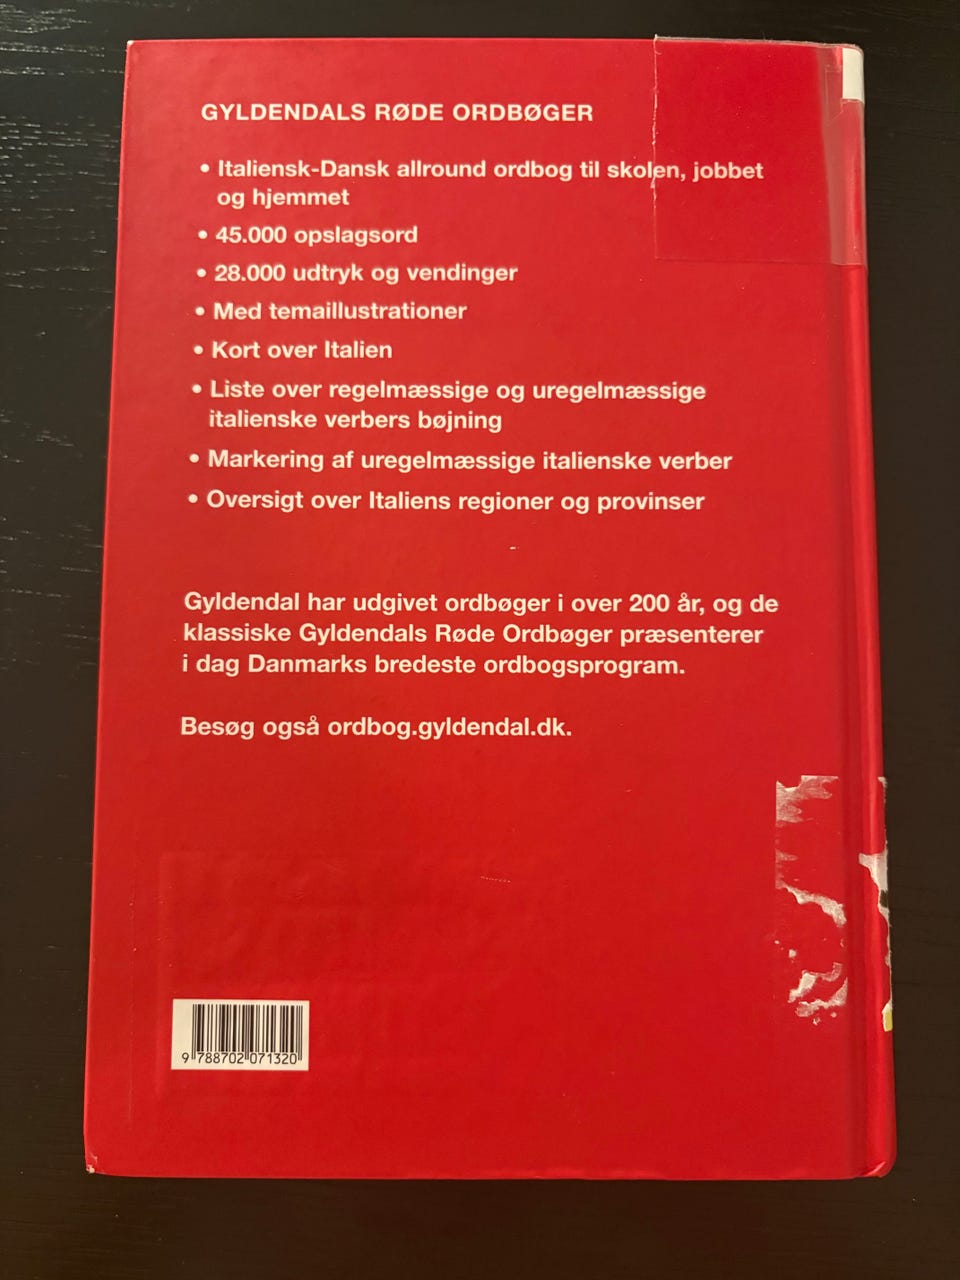 GYLDENDALS RØDE ORDBØGER
• Italiensk-Dansk allround ordbog til skolen, jobbet
og hjemmet
• 45.000 opslagsord
• 28.000 udtryk og vendinger
• Med temaillustrationer
• Kort over Italien
• Liste over regelmæssige og uregelmæssige
italienske verbers bøjning
• Markering af uregelmæssige italienske verber
• Oversigt over Italiens regioner og provinser
Gyldendal har udgivet ordbøger i over 200 år, og de
klassiske Gyldendals Røde Ordbøger præsenterer
i dag Danmarks bredeste ordbogsprogram.
Besøg også ordbog.gyldendal.dk.
9 788702 071320